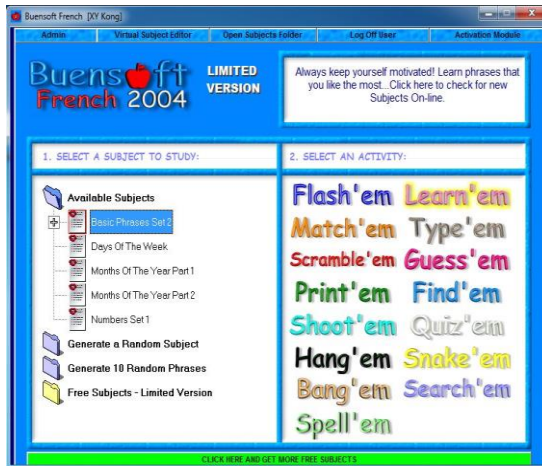 Buensoft French [XY Kong]
Admin Virtual Subject Editor Open Subjects Folder Log Off User Activation Module
Buensoft
French 2004
LIMITED
VERSION
Always keep yourself motivated! Learn phrases that
you like the most...Click here to check for new
Subjects On-line.
1. SELECT A SUBJECT TO STUDY:
Available Subjects
Basic Phrases Set 2
Days Of The Week
Months Of The Year Part 1
Months Of The Year Part 2
Numbers Set 1
Generate a Random Subject
Generate 10 Random Phrases
Free Subjects - Limited Version
2. SELECT AN ACTIVITY:
Flash'em Learn'em
Match'em Type'em
Scramble'em Guess'em
Print'em Find'em
Shoot'em Quiz'em
Hang'em Snake'em
Bang'em Search'em
Spell'em
CLICK HERE AND GET MORE FREE SUBJECTS